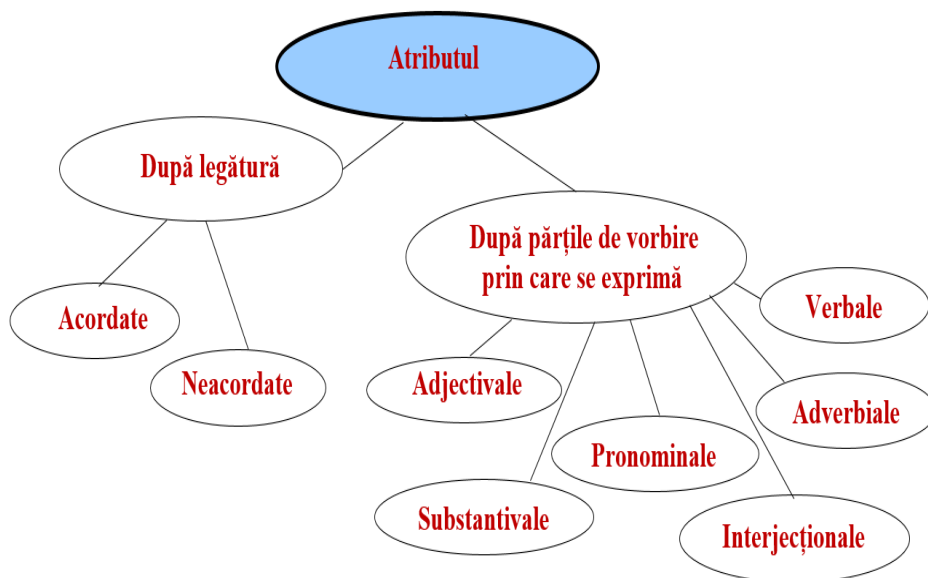 Atributul
După legătură
După părțile de vorbire
prin care se exprimă
Acordate
Neacordate
Adjectivale
Substantivale
Pronominale
Interjecționale
Adverbiale
Verbale